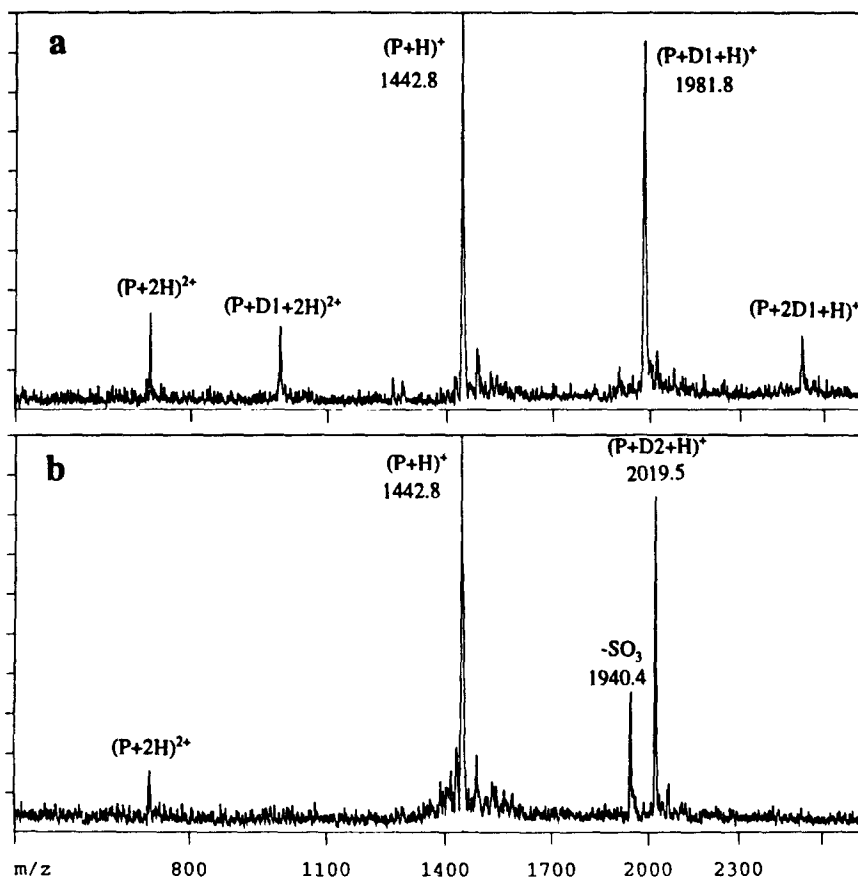 a
(P+H)⁺
1442.8
(P+D1+H)⁺
1981.8
(P+2H)²⁺
(P+D1+2H)²⁺
(P+2D1+H)⁺
b
(P+H)⁺
1442.8
(P+D2+H)⁺
2019.5
-SO₃
1940.4
(P+2H)²⁺
m/z 800 1100 1400 1700 2000 2300